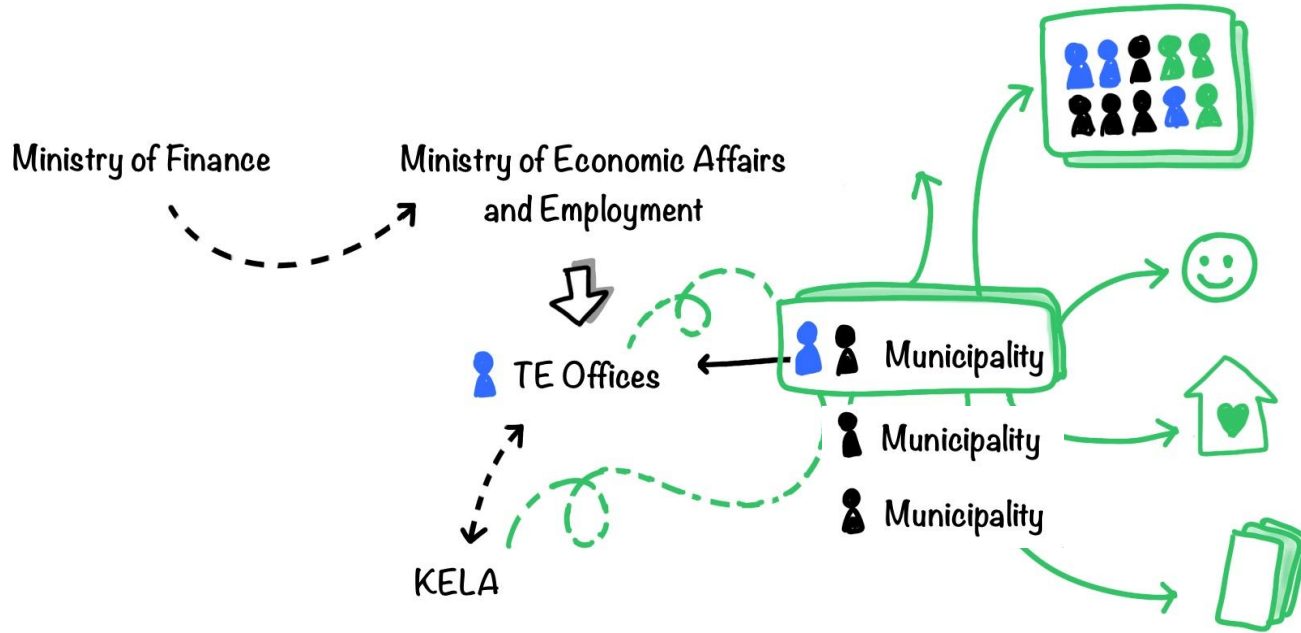 Ministry of Finance
Ministry of Economic Affairs
and Employment
TE Offices
Municipality
Municipality
Municipality
KELA